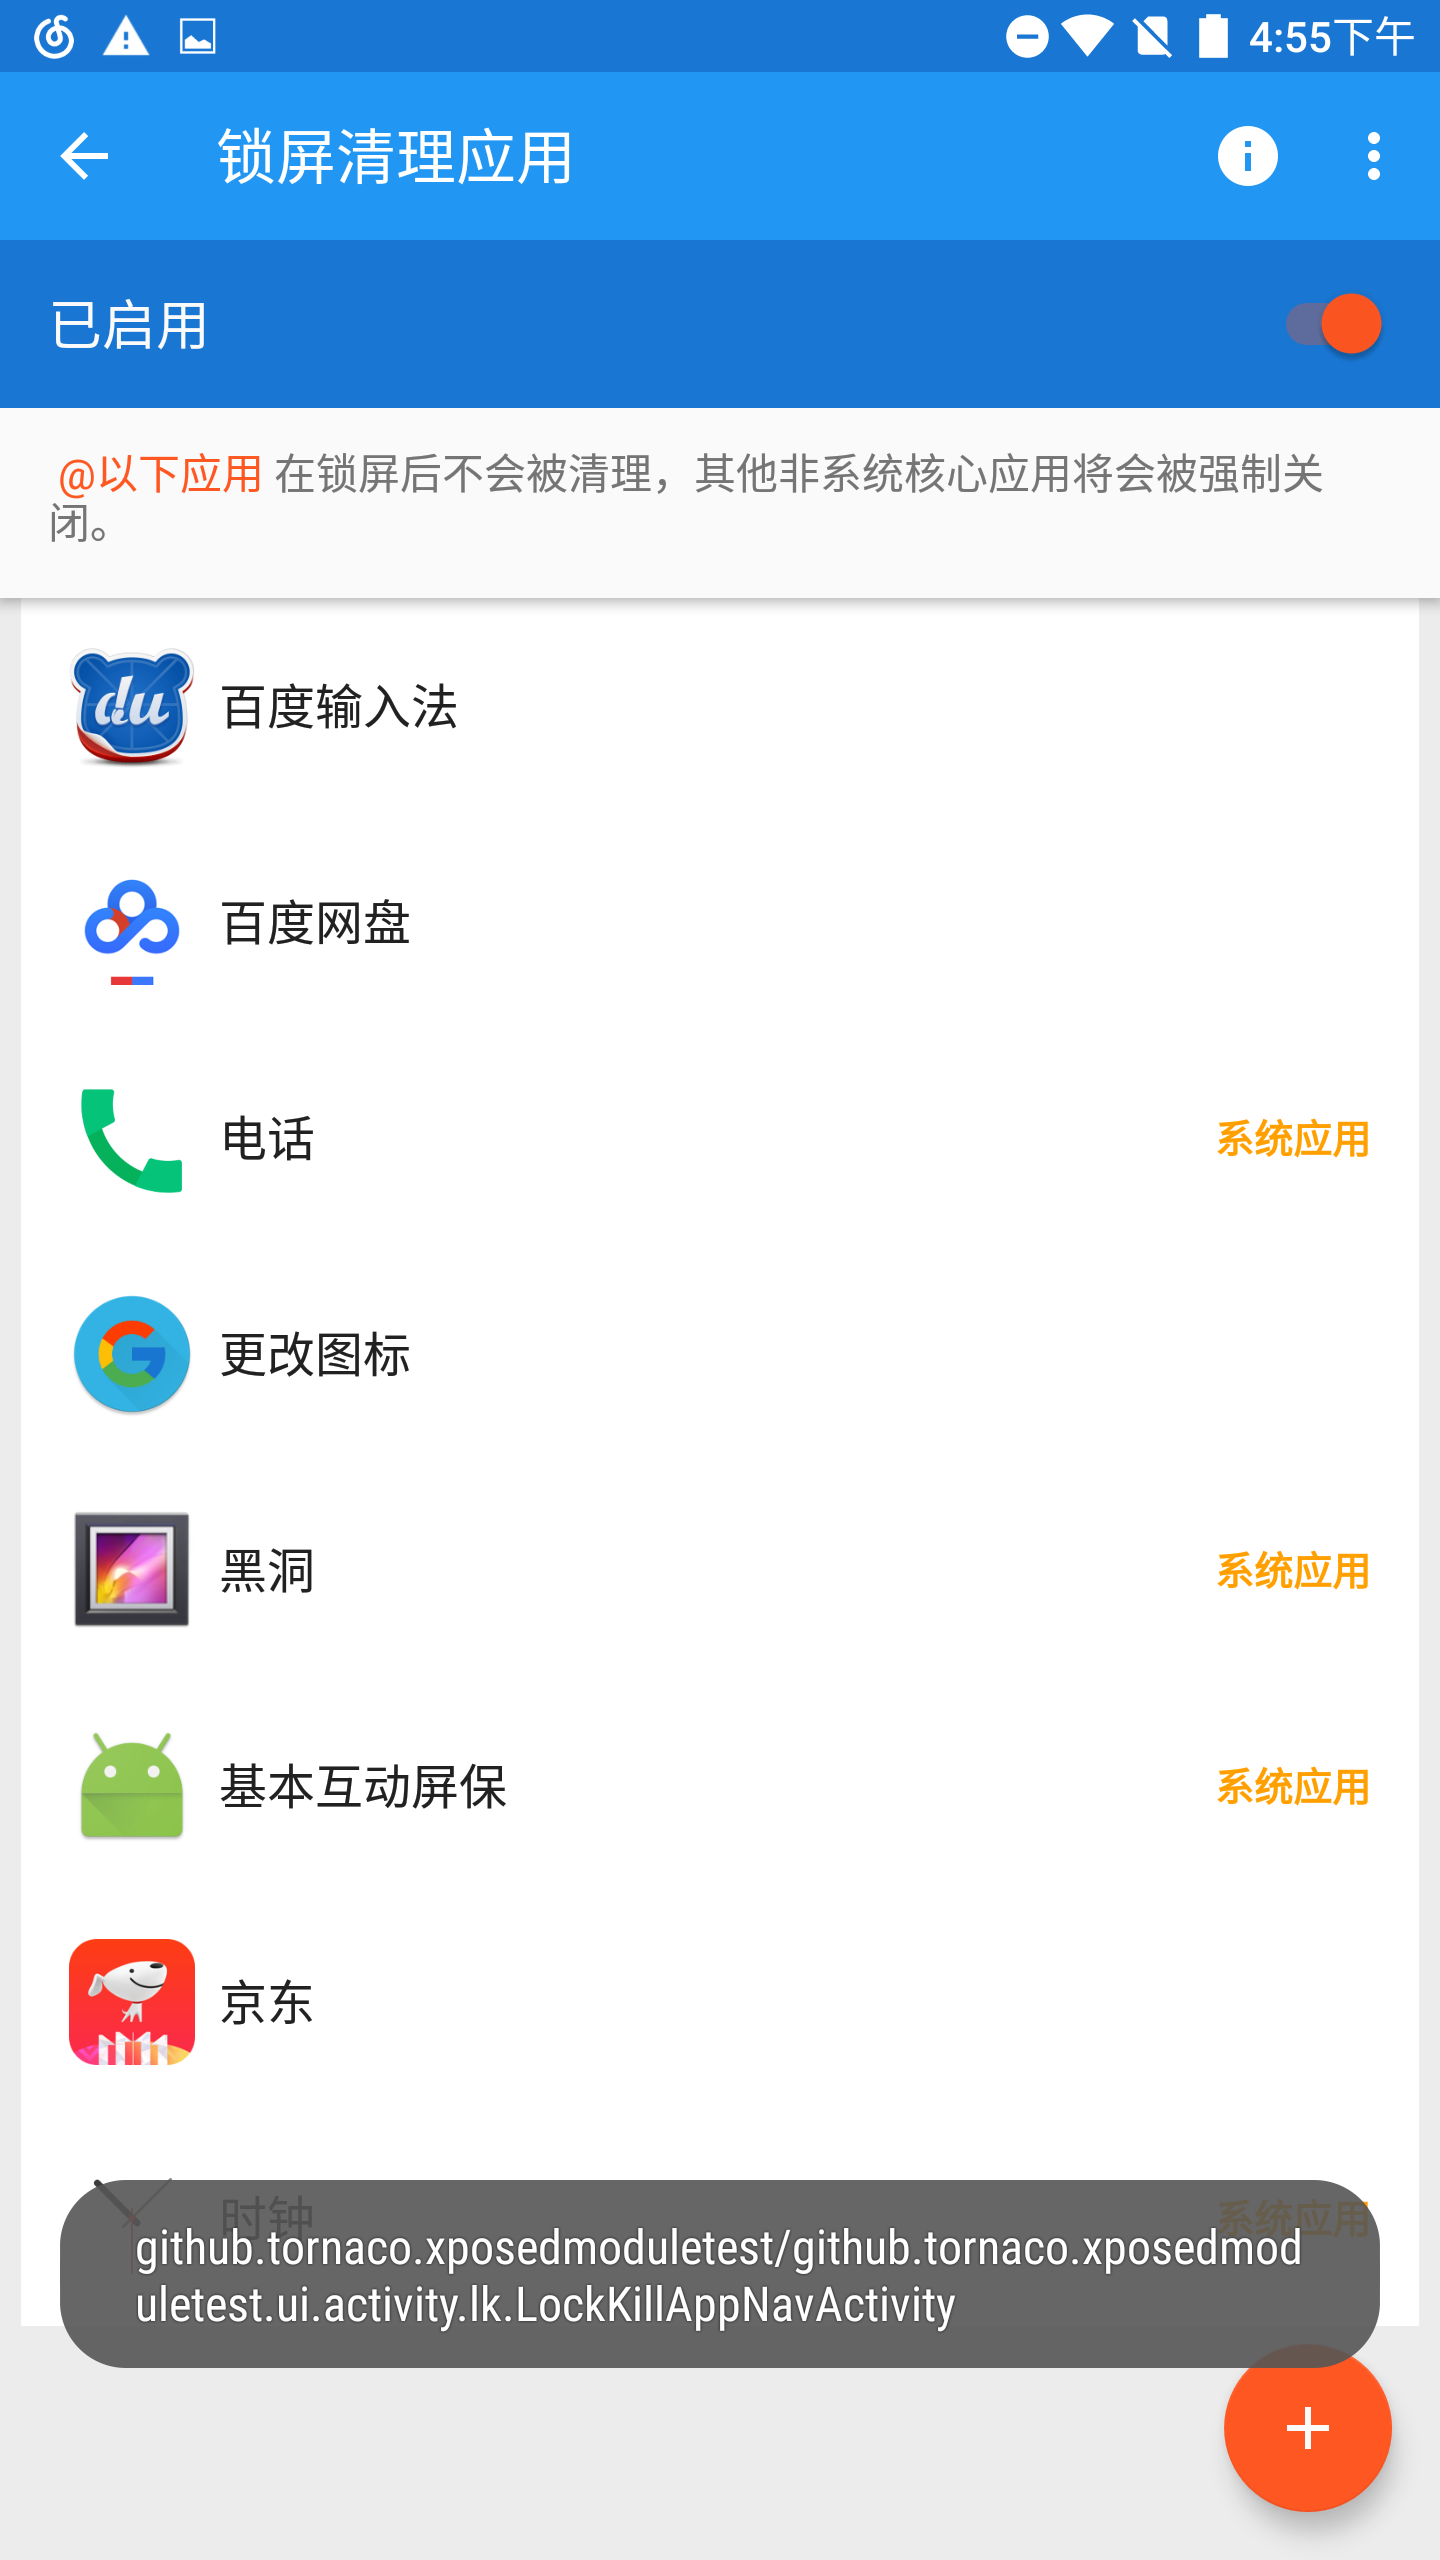 4:55下午
锁屏清理应用
已启用
@以下应用 在锁屏后不会被清理，其他非系统核心应用将会被强制关
闭。
du
百度输入法
百度网盘
电话 系统应用
更改图标
黑洞 系统应用
基本互动屏保 系统应用
京东
时钟 系统应用
github.tornaco.xposedmoduletest/github.tornaco.xposedmod
uletest.ui.activity.lk.LockKillAppNavActivity